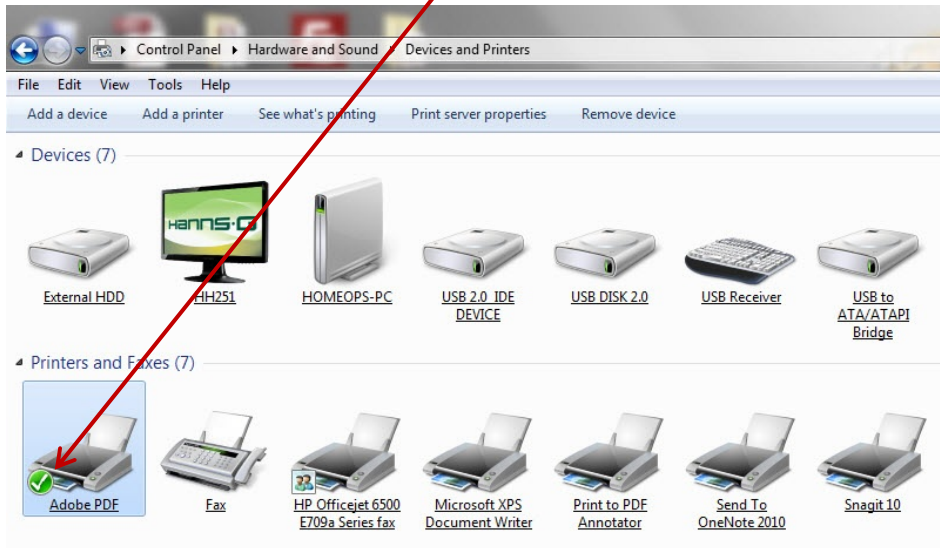 Control Panel Hardware and Sound Devices and Printers
File Edit View Tools Help
Add a device Add a printer See what's printing Print server properties Remove device
Devices (7)
Hanns·G
External HDD HH251 HOMEOPS-PC USB 2.0 IDE USB DISK 2.0 USB Receiver USB to
DEVICE ATA/ATAPI
Bridge
Printers and Faxes (7)
Adobe PDF Fax HP Officejet 6500 Microsoft XPS Print to PDF Send To Snagit 10
E709a Series fax Document Writer Annotator OneNote 2010